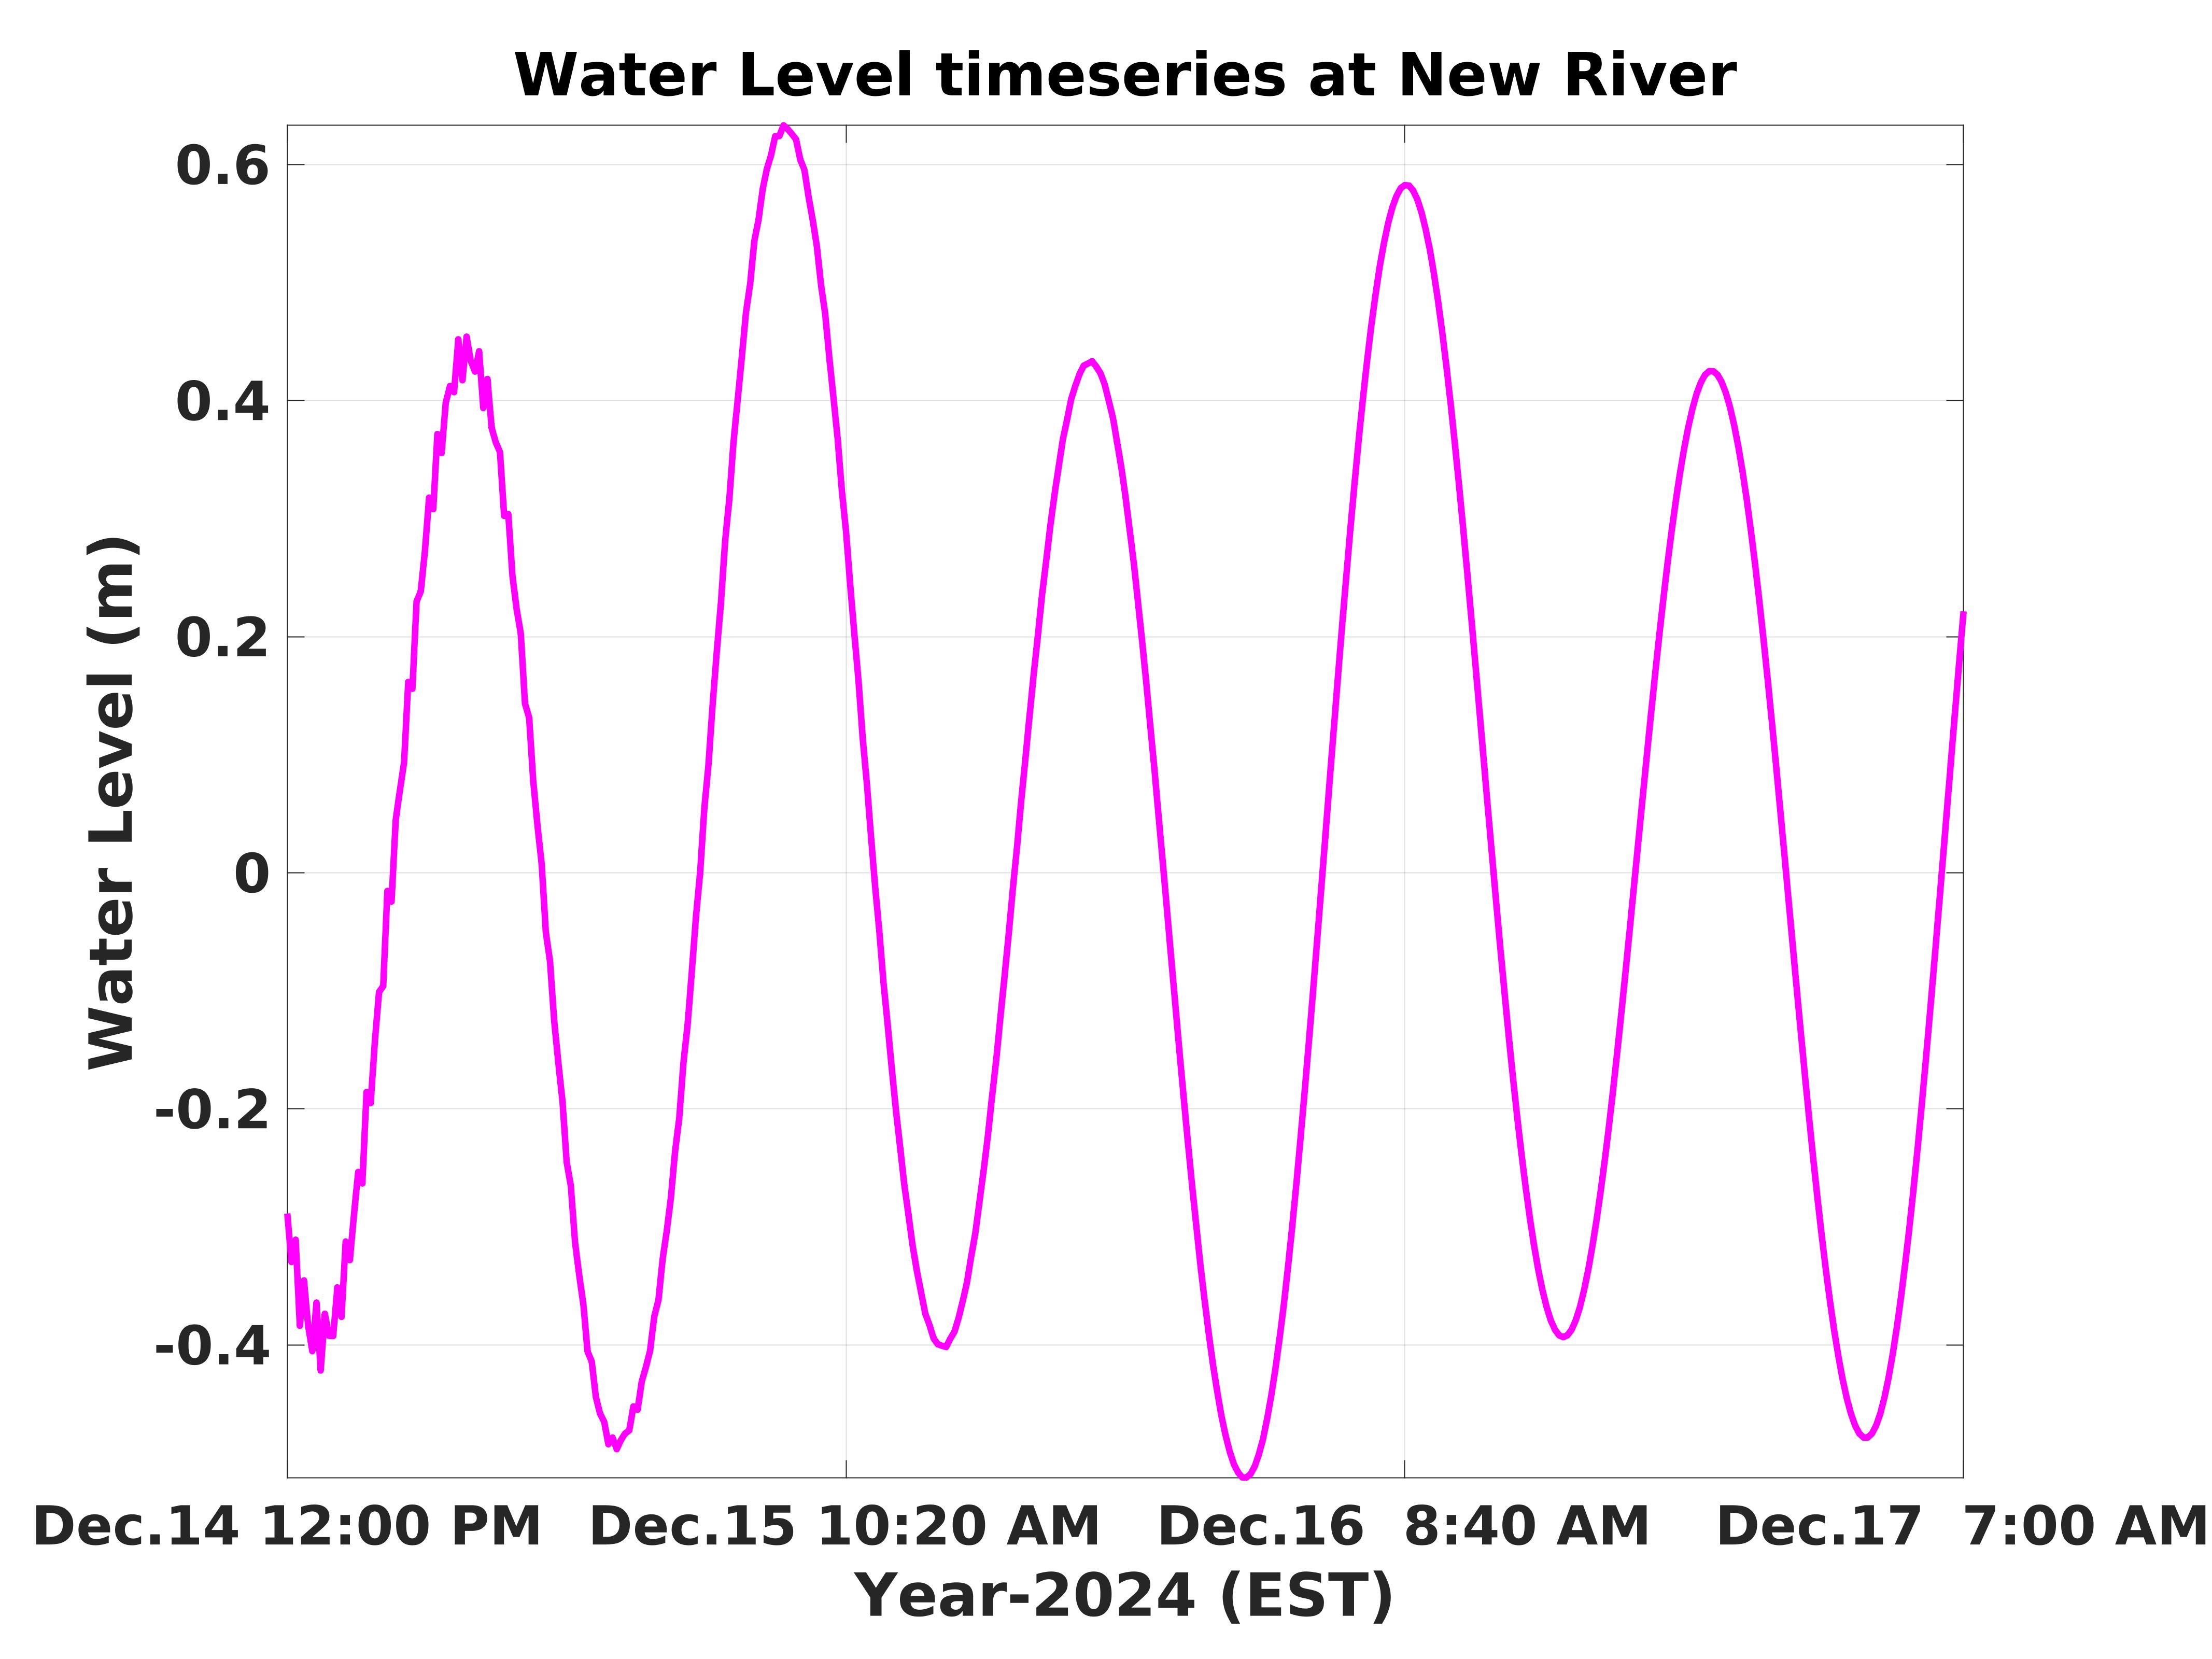 Water Level timeseries at New River
0.6
0.4
0.2
0
-0.2
-0.4
Water Level (m)
Dec.14 12:00 PM Dec.15 10:20 AM Dec.16 8:40 AM Dec.17 7:00 AM
Year-2024 (EST)